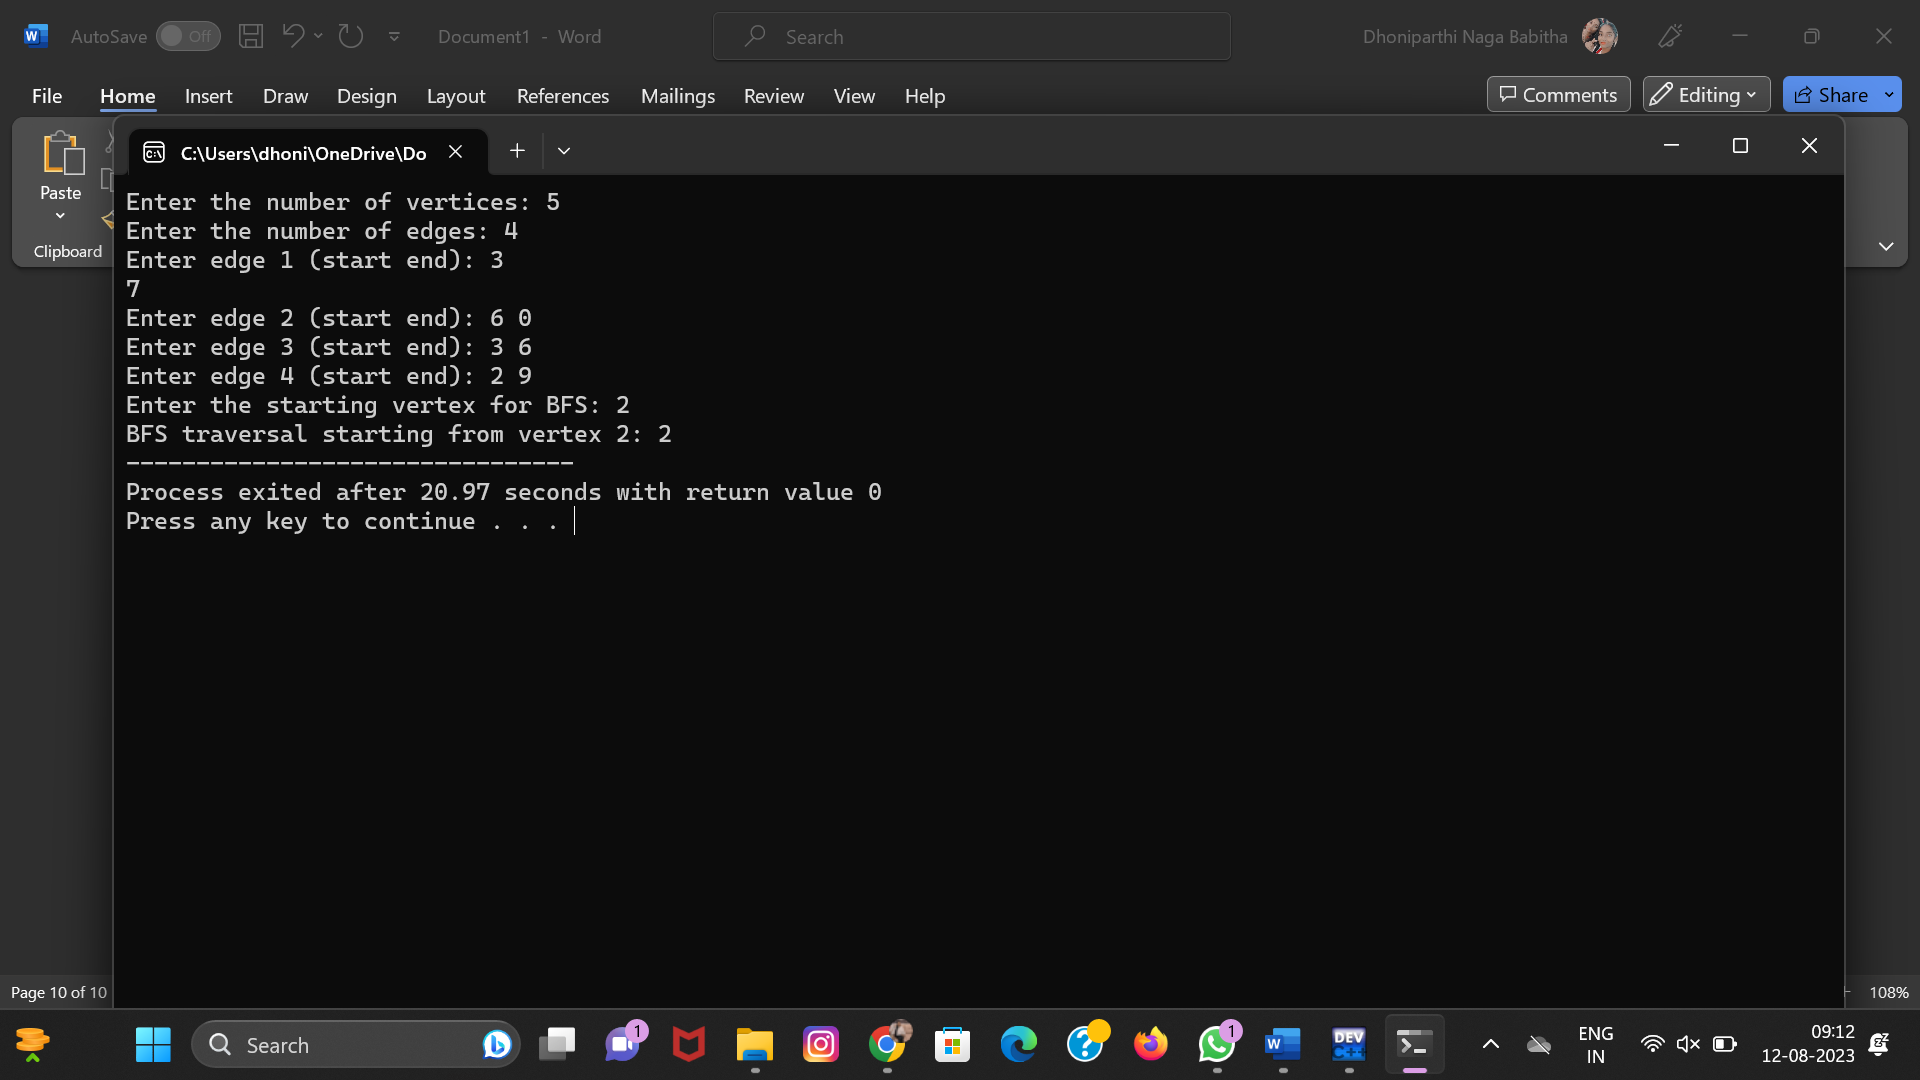 AutoSave Off Document1 - Word Search Dhoniparthi Naga Babitha
File Home Insert Draw Design Layout References Mailings Review View Help Comments Editing Share
C:\Users\dhoni\OneDrive\Do
Paste
Clipboard
Enter the number of vertices: 5
Enter the number of edges: 4
Enter edge 1 (start end): 3
7
Enter edge 2 (start end): 6 0
Enter edge 3 (start end): 3 6
Enter edge 4 (start end): 2 9
Enter the starting vertex for BFS: 2
BFS traversal starting from vertex 2: 2
--------------------------------
Process exited after 20.97 seconds with return value 0
Press any key to continue . . .
Page 10 of 10 108%
Search 1 1 DEV C++ ENG IN 09:12
12-08-2023